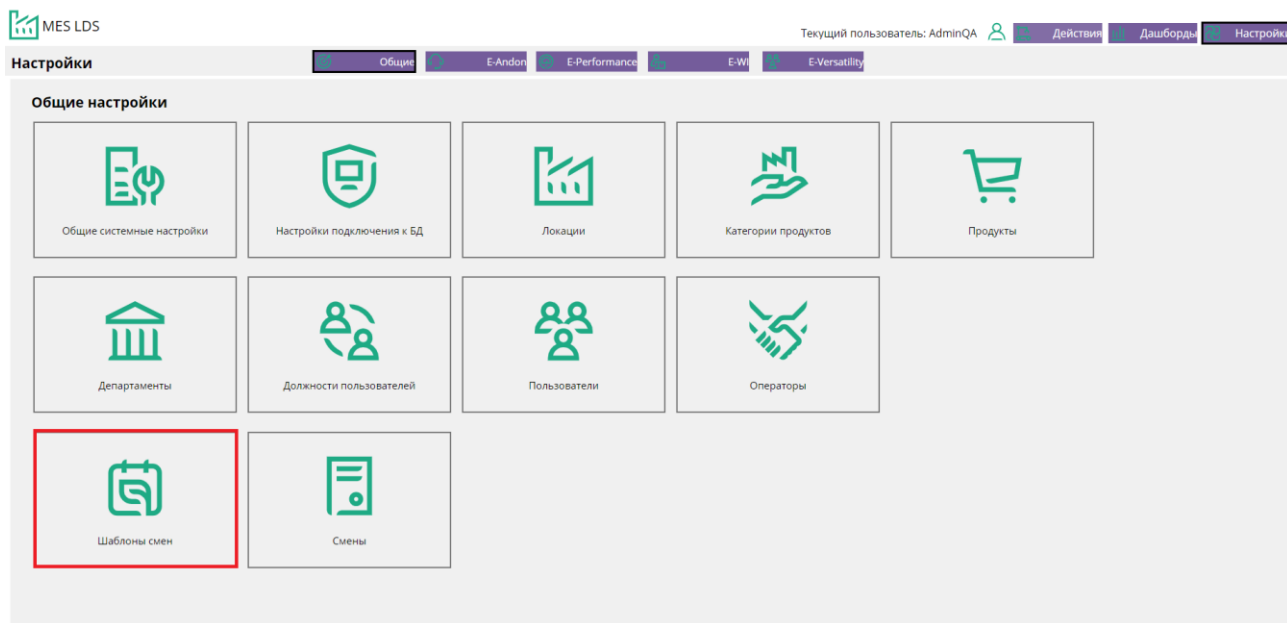 MES LDS
Текущий пользователь: AdminQA
Действия
Дашборды
Настройки
Настройки
Общие
E-Andon
E-Performance
E-WI
E-Versatility
Общие настройки
Общие системные настройки
Настройки подключения к БД
Локации
Категории продуктов
Продукты
Департаменты
Должности пользователей
Пользователи
Операторы
Шаблоны смен
Смены